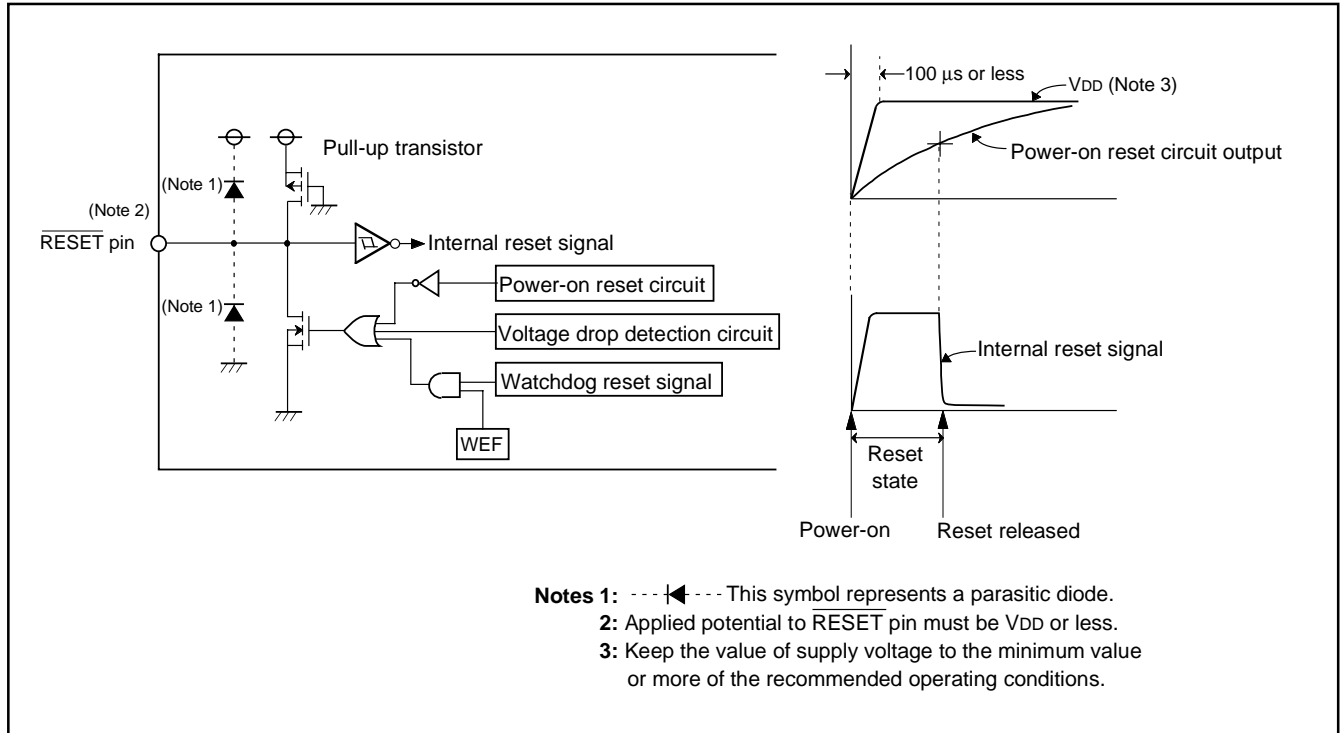 100 μs or less
VDD (Note 3)
Power-on reset circuit output
Pull-up transistor
(Note 1)
(Note 2)
RESET pin
Internal reset signal
Power-on reset circuit
(Note 1)
Voltage drop detection circuit
Watchdog reset signal
WEF
Internal reset signal
Reset
state
Power-on
Reset released
Notes 1: This symbol represents a parasitic diode.
2: Applied potential to RESET pin must be VDD or less.
3: Keep the value of supply voltage to the minimum value
or more of the recommended operating conditions.